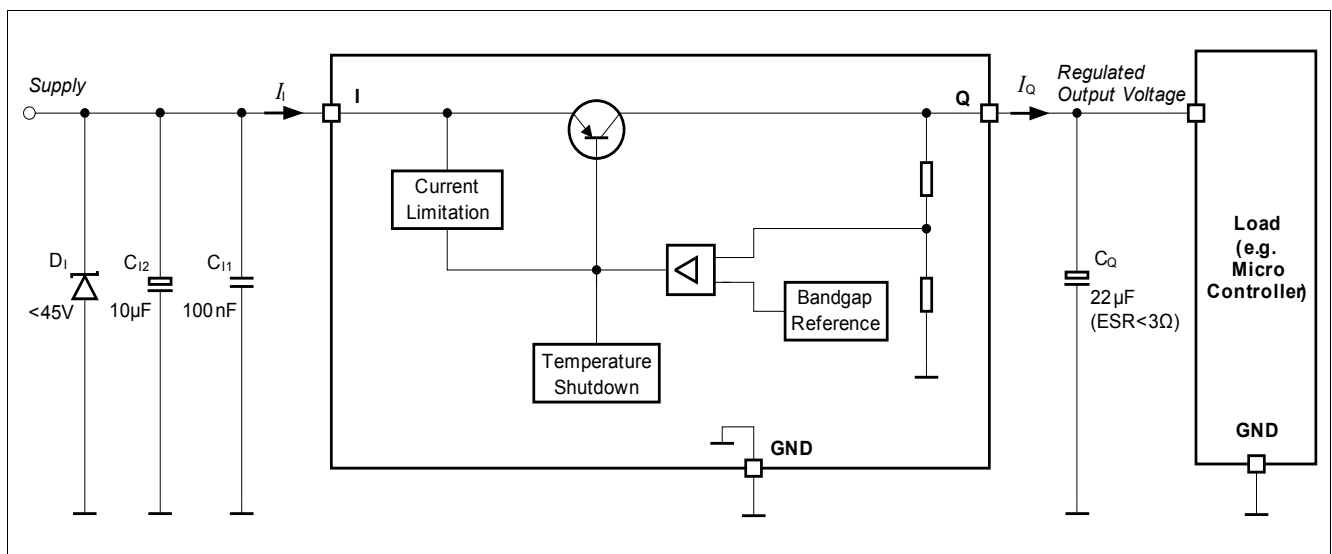 Supply
I_I
I
Q
I_Q
Regulated
Output Voltage
Current
Limitation
Load
(e.g.
Micro
Controller)
D_I
<45V
C_I2
10µF
C_I1
100nF
Bandgap
Reference
C_Q
22µF
(ESR<3Ω)
Temperature
Shutdown
GND
GND